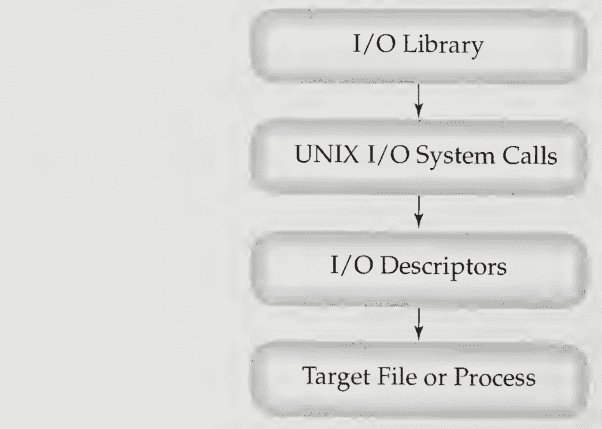 I/O Library
UNIX I/O System Calls
I/O Descriptors
Target File or Process